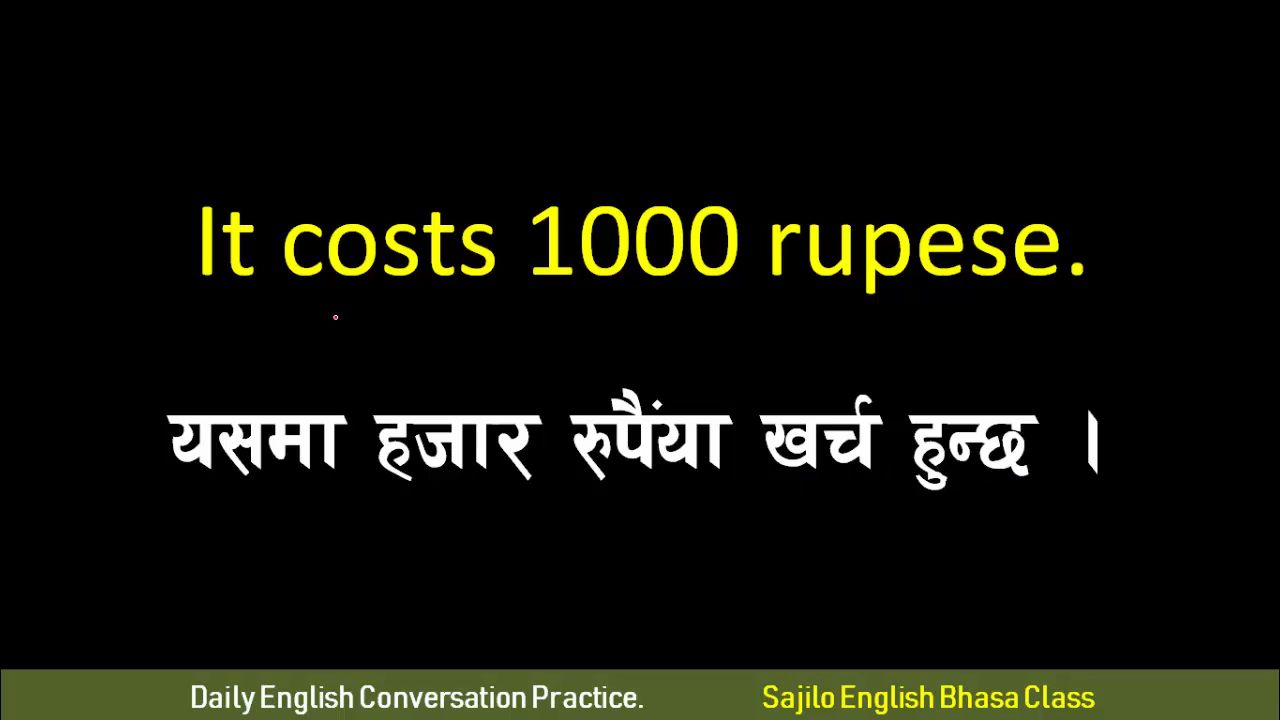 It costs 1000 rupese.
यसमा हजार रुपैंया खर्च हुन्छ ।
Daily English Conversation Practice. Sajilo English Bhasa Class